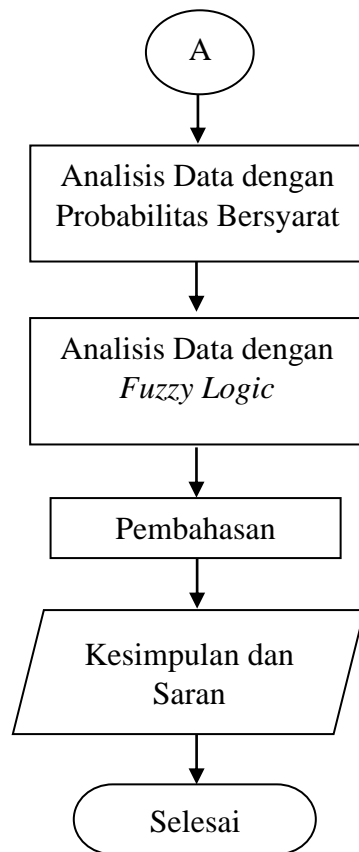 A
Analisis Data dengan
Probabilitas Bersyarat
Analisis Data dengan
Fuzzy Logic
Pembahasan
Kesimpulan dan
Saran
Selesai